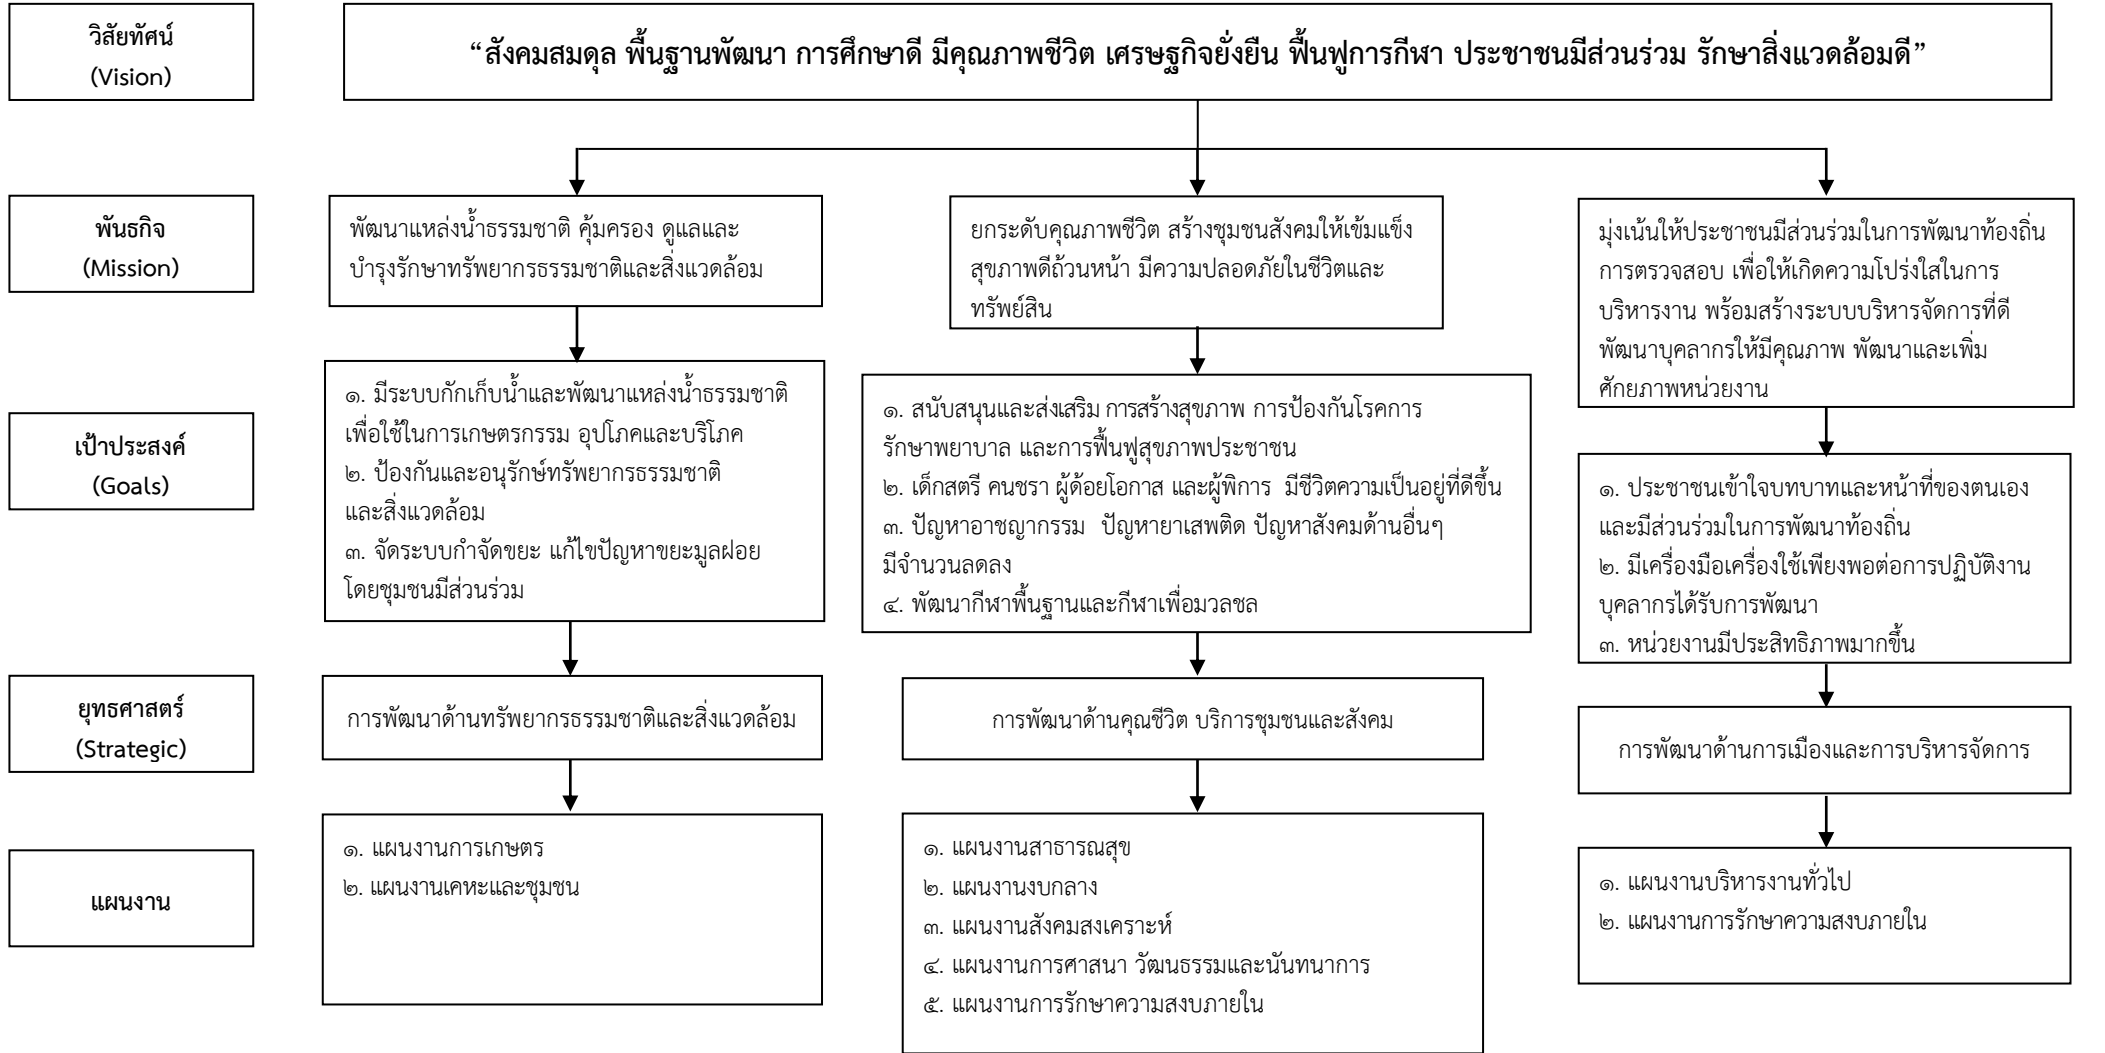 วิสัยทัศน์
(Vision)
“สังคมสมดุล พื้นฐานพัฒนา การศึกษาดี มีคุณภาพชีวิต เศรษฐกิจยั่งยืน ฟื้นฟูการกีฬา ประชาชนมีส่วนร่วม รักษาสิ่งแวดล้อมดี”
พันธกิจ
(Mission)
พัฒนาแหล่งน้ำธรรมชาติ คุ้มครอง ดูแลและ
บำรุงรักษาทรัพยากรธรรมชาติและสิ่งแวดล้อม
ยกระดับคุณภาพชีวิต สร้างชุมชนสังคมให้เข้มแข็ง
สุขภาพดีถ้วนหน้า มีความปลอดภัยในชีวิตและ
ทรัพย์สิน
มุ่งเน้นให้ประชาชนมีส่วนร่วมในการพัฒนาท้องถิ่น
การตรวจสอบ เพื่อให้เกิดความโปร่งใสในการ
บริหารงาน พร้อมสร้างระบบบริหารจัดการที่ดี
พัฒนาบุคลากรให้มีคุณภาพ พัฒนาและเพิ่ม
ศักยภาพหน่วยงาน
เป้าประสงค์
(Goals)
๑. มีระบบกักเก็บน้ำและพัฒนาแหล่งน้ำธรรมชาติ
เพื่อใช้ในการเกษตรกรรม อุปโภคและบริโภค
๒. ป้องกันและอนุรักษ์ทรัพยากรธรรมชาติ
และสิ่งแวดล้อม
๓. จัดระบบกำจัดขยะ แก้ไขปัญหาขยะมูลฝอย
โดยชุมชนมีส่วนร่วม
๑. สนับสนุนและส่งเสริม การสร้างสุขภาพ การป้องกันโรคการ
รักษาพยาบาล และการฟื้นฟูสุขภาพประชาชน
๒. เด็กสตรี คนชรา ผู้ด้อยโอกาส และผู้พิการ มีชีวิตความเป็นอยู่ที่ดีขึ้น
๓. ปัญหาอาชญากรรม ปัญหายาเสพติด ปัญหาสังคมด้านอื่นๆ
มีจำนวนลดลง
๔. พัฒนากีฬาพื้นฐานและกีฬาเพื่อมวลชล
๑. ประชาชนเข้าใจบทบาทและหน้าที่ของตนเอง
และมีส่วนร่วมในการพัฒนาท้องถิ่น
๒. มีเครื่องมือเครื่องใช้เพียงพอต่อการปฏิบัติงาน
บุคลากรได้รับการพัฒนา
๓. หน่วยงานมีประสิทธิภาพมากขึ้น
ยุทธศาสตร์
(Strategic)
การพัฒนาด้านทรัพยากรธรรมชาติและสิ่งแวดล้อม
การพัฒนาด้านคุณชีวิต บริการชุมชนและสังคม
การพัฒนาด้านการเมืองและการบริหารจัดการ
แผนงาน
๑. แผนงานการเกษตร
๒. แผนงานเคหะและชุมชน
๑. แผนงานสาธารณสุข
๒. แผนงานงบกลาง
๓. แผนงานสังคมสงเคราะห์
๔. แผนงานการศาสนา วัฒนธรรมและนันทนาการ
๕. แผนงานการรักษาความสงบภายใน
๑. แผนงานบริหารงานทั่วไป
๒. แผนงานการรักษาความสงบภายใน